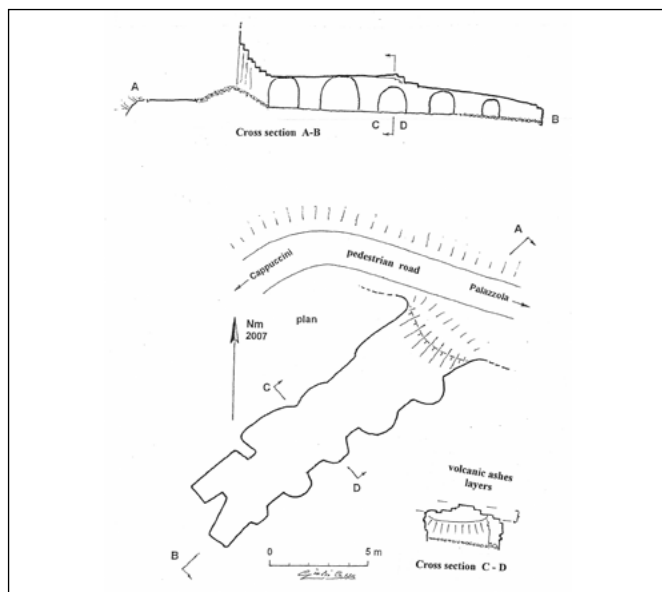 A
B
C D
Cross section A-B
A
pedestrian road
Cappuccini
Palazzola
Nm
2007
plan
C
D
B
volcanic ashes
layers
0 5 m
Cross section C - D